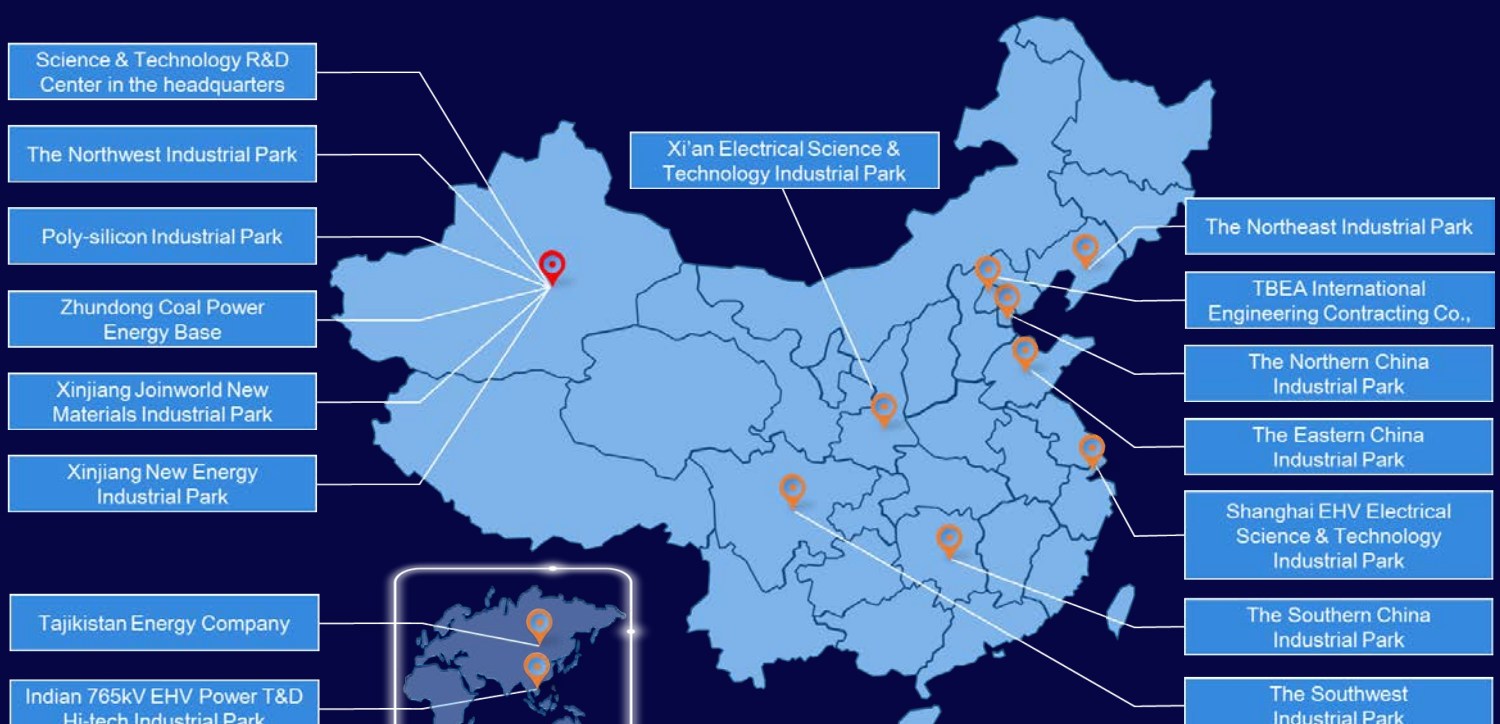 Science & Technology R&D
Center in the headquarters
The Northwest Industrial Park
Poly-silicon Industrial Park
Zhundong Coal Power
Energy Base
Xinjiang Joinworld New
Materials Industrial Park
Xinjiang New Energy
Industrial Park
Tajikistan Energy Company
Indian 765kV EHV Power T&D
Hi-tech Industrial Park
Xi'an Electrical Science &
Technology Industrial Park
The Northeast Industrial Park
TBEA International
Engineering Contracting Co.,
The Northern China
Industrial Park
The Eastern China
Industrial Park
Shanghai EHV Electrical
Science & Technology
Industrial Park
The Southern China
Industrial Park
The Southwest
Industrial Park